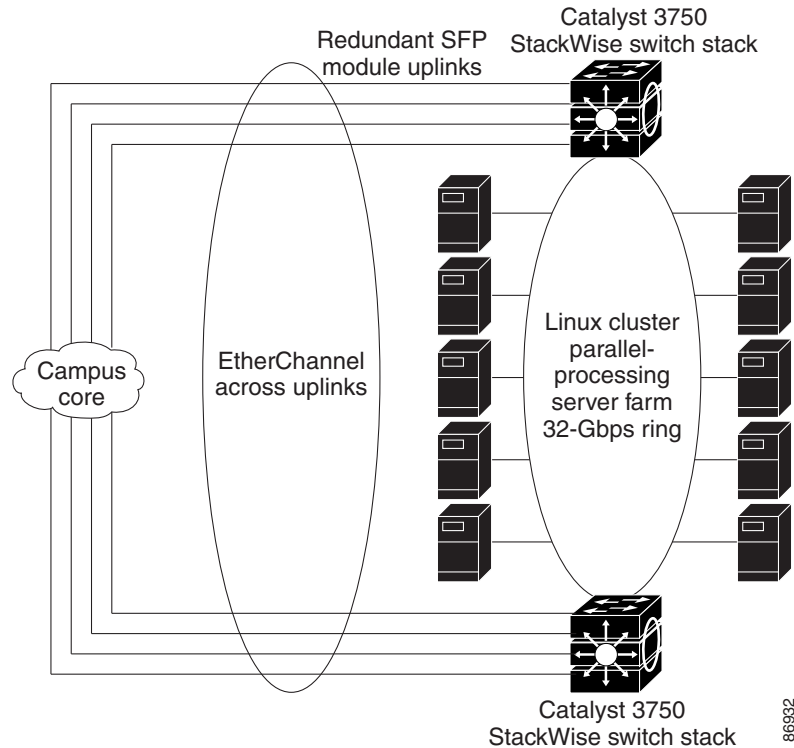 Catalyst 3750
StackWise switch stack
Redundant SFP
module uplinks
Campus
core
EtherChannel
across uplinks
Linux cluster
parallel-
processing
server farm
32-Gbps ring
Catalyst 3750
StackWise switch stack
86932